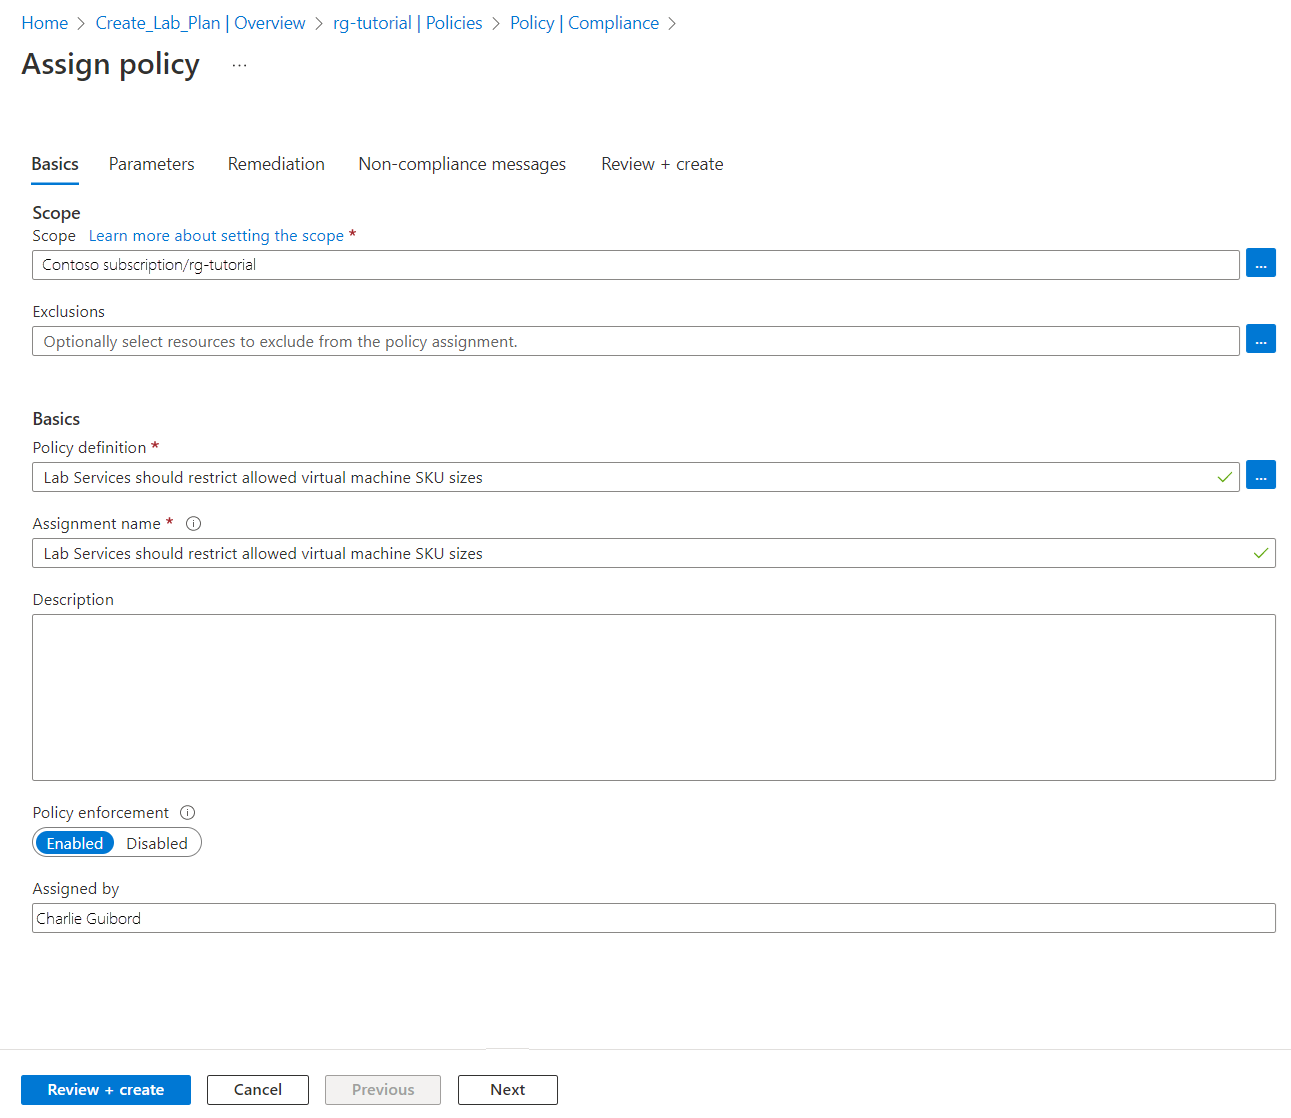 Home > Create_Lab_Plan | Overview > rg-tutorial | Policies > Policy | Compliance >
Assign policy ...
Basics Parameters Remediation Non-compliance messages Review + create
Scope
Scope Learn more about setting the scope *
Contoso subscription/rg-tutorial ...
Exclusions
Optionally select resources to exclude from the policy assignment. ...
Basics
Policy definition *
Lab Services should restrict allowed virtual machine SKU sizes ...
Assignment name *
Lab Services should restrict allowed virtual machine SKU sizes
Description
Policy enforcement
Enabled Disabled
Assigned by
Charlie Guibord
Review + create Cancel Previous Next